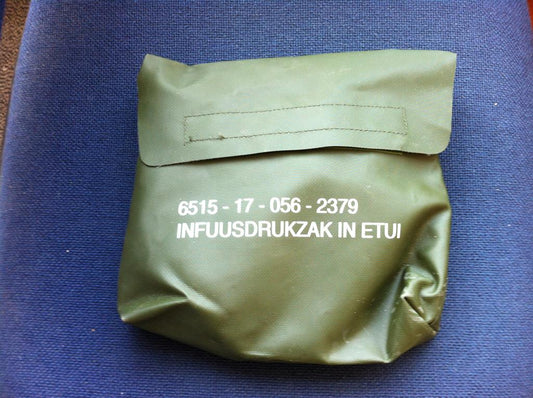 6515 - 17 - 056 - 2379
INFUUSDRUKZAK IN ETUI